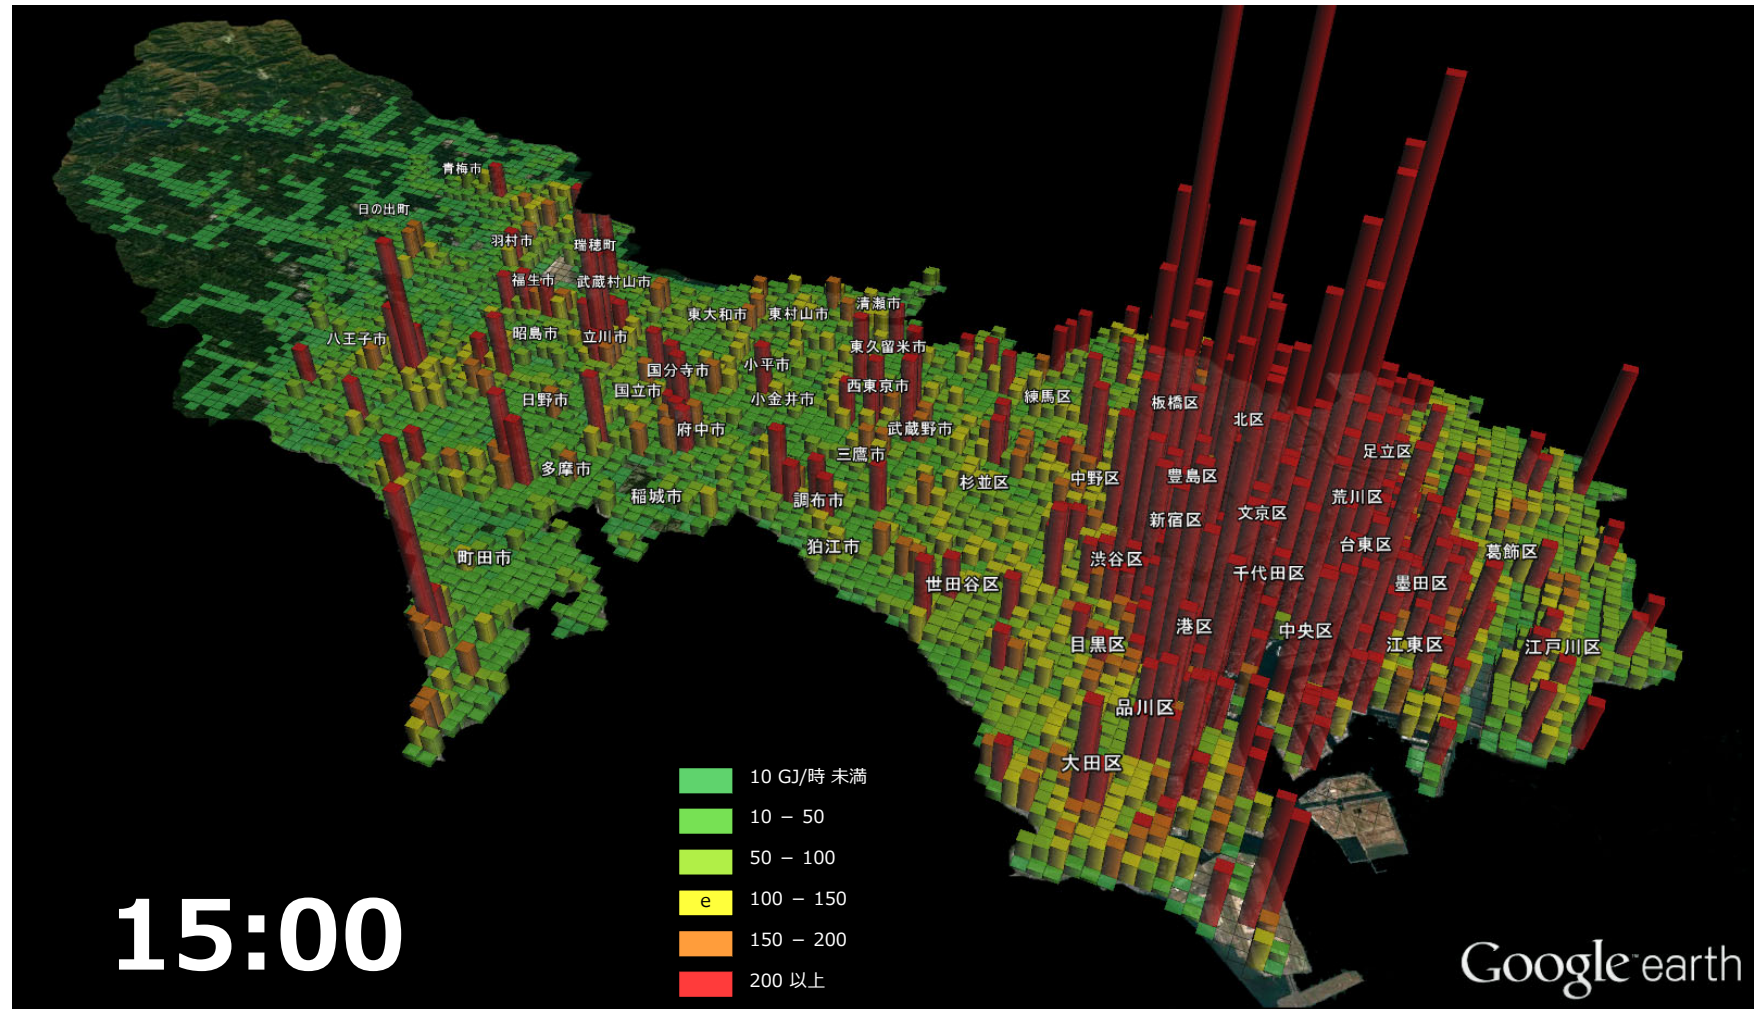 青梅市
日の出町
羽村市
瑞穂町
福生市
武蔵村山市
清瀬市
東大和市
東村山市
八王子市
昭島市
立川市
東久留米市
国分寺市
小平市
西東京市
国立市
日野市
小金井市
練馬区
板橋区
北区
府中市
武蔵野市
三鷹市
足立区
多摩市
稲城市
調布市
杉並区
中野区
豊島区
荒川区
新宿区
文京区
狛江市
町田市
渋谷区
台東区
葛飾区
世田谷区
千代田区
墨田区
目黒区
港区
中央区
江東区
江戸川区
品川区
大田区
10 GJ/時 未満
10 − 50
50 − 100
e 100 − 150
150 − 200
200 以上
15:00
Google earth